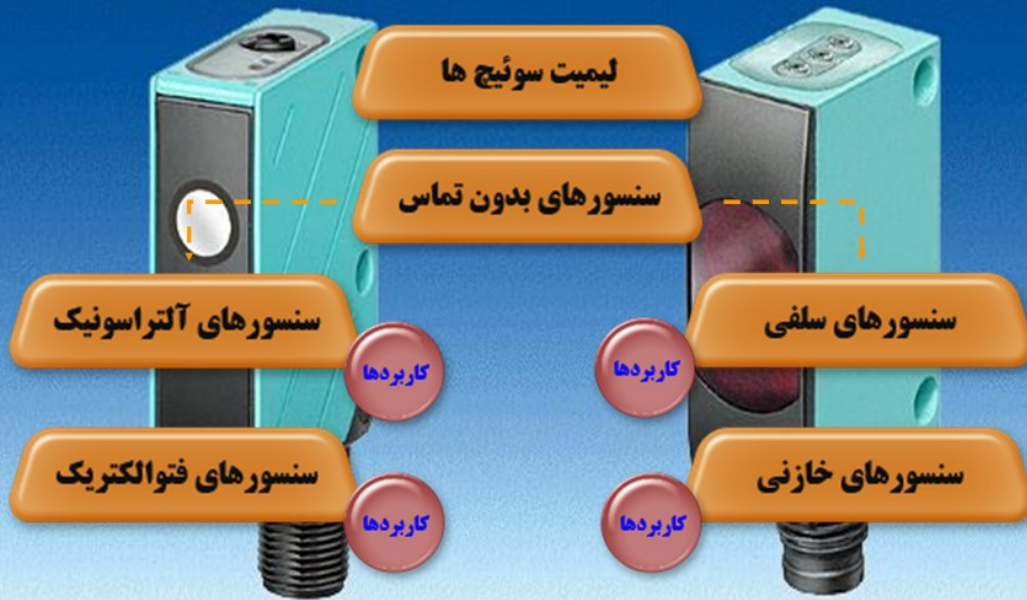 لیمیت سوئیچ ها
سنسورهای بدون تماس
سنسورهای سلفی
کاربردها
سنسورهای آلتراسونیک
کاربردها
سنسورهای خازنی
کاربردها
سنسورهای فتوالکتریک
کاربردها